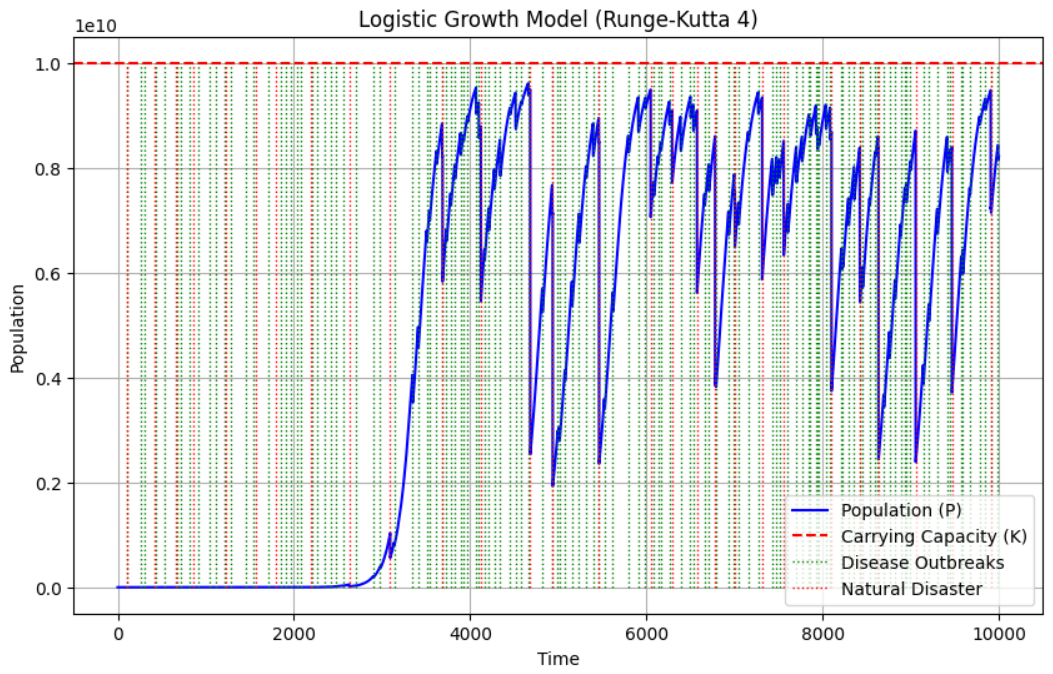 Logistic Growth Model (Runge-Kutta 4)
1e10
1.0
0.8
0.6
0.4
0.2
0.0
Population
0 2000 4000 6000 8000 10000
Time
Population (P)
Carrying Capacity (K)
Disease Outbreaks
Natural Disaster